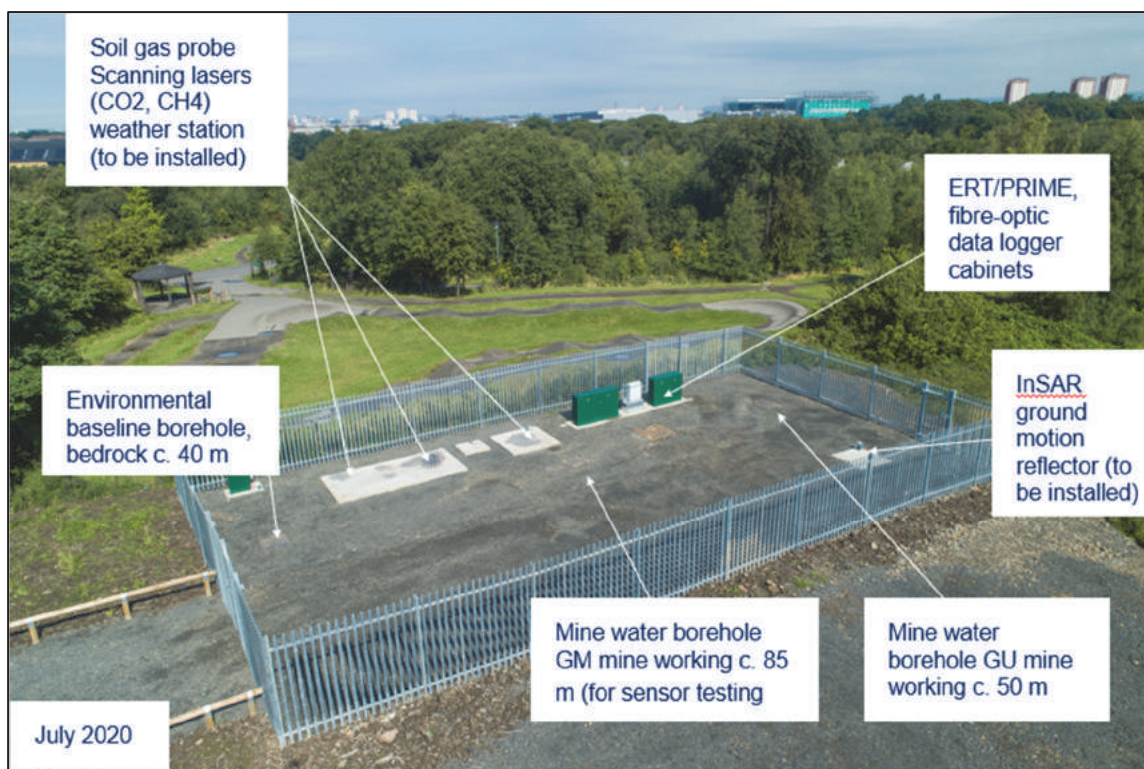 Soil gas probe
Scanning lasers
(CO2, CH4)
weather station
(to be installed)
ERT/PRIME,
fibre-optic
data logger
cabinets
Environmental
baseline borehole,
bedrock c. 40 m
InSAR
ground
motion
reflector (to
be installed)
Mine water borehole
GM mine working c. 85
m (for sensor testing
Mine water
borehole GU mine
working c. 50 m
July 2020